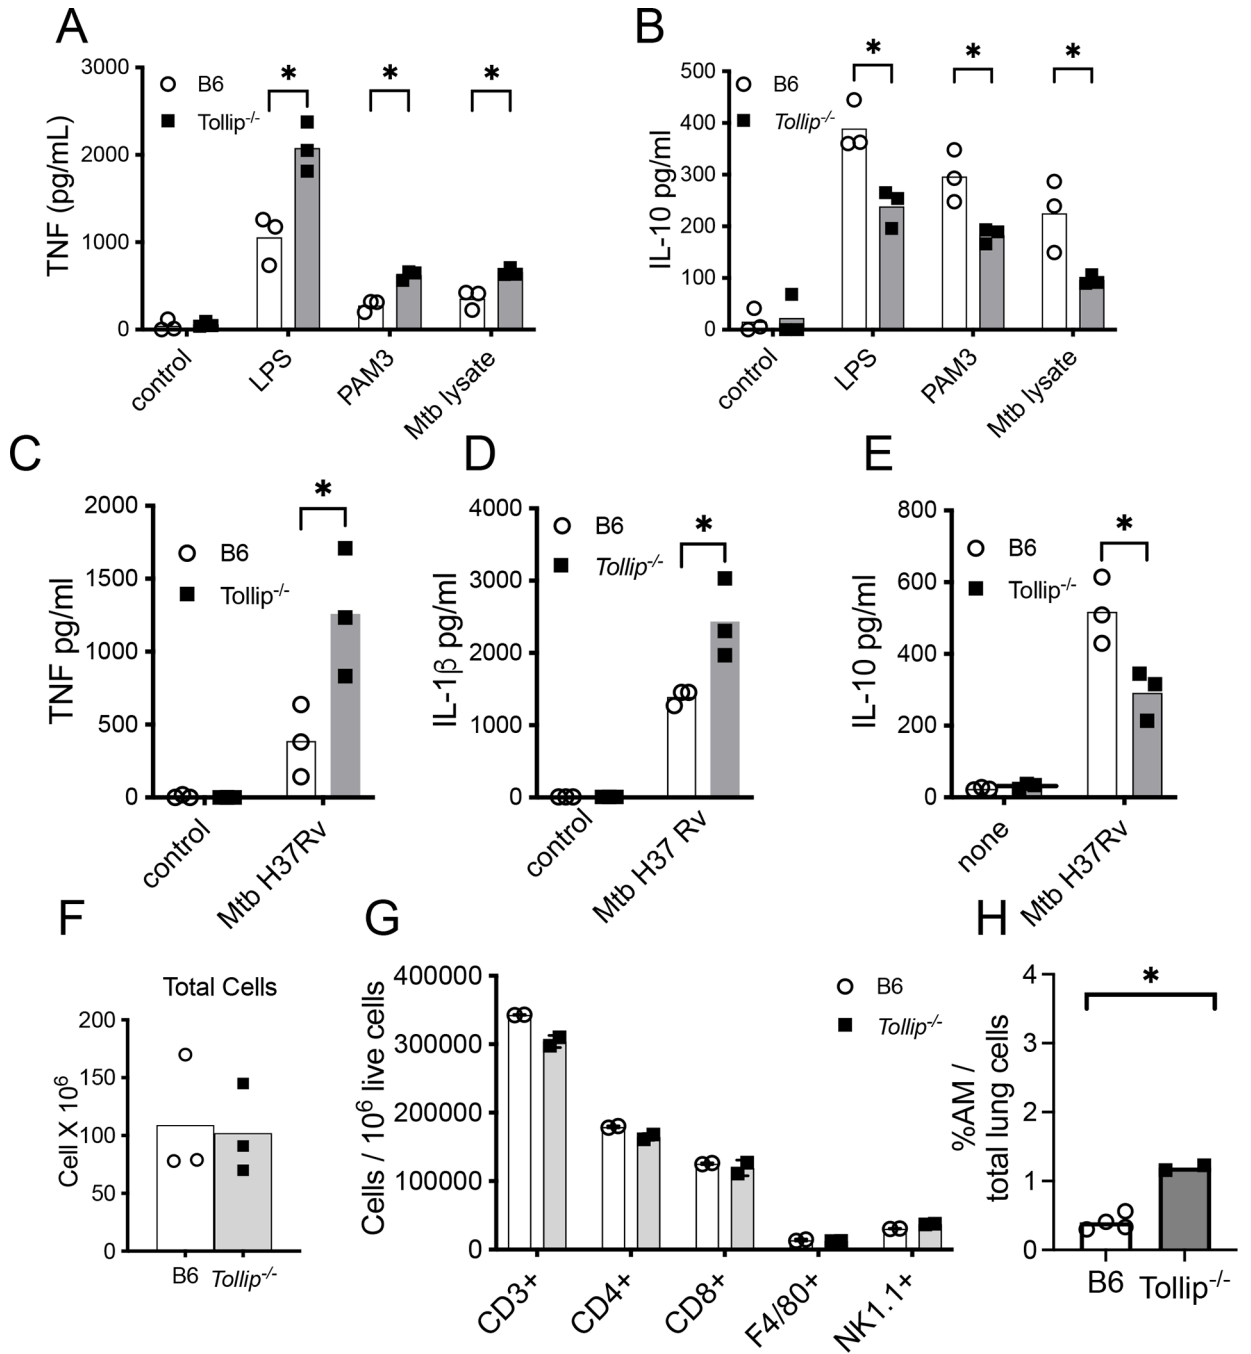 A
TNF (pg/mL)
3000
2000
1000
0
B6
Tollip-/-
*
*
*
control
LPS
PAM3
Mtb lysate
B
IL-10 pg/ml
500
400
300
200
100
0
B6
Tollip-/-
*
*
*
control
LPS
PAM3
Mtb lysate
C
TNF pg/ml
2000
1500
1000
500
0
B6
Tollip-/-
*
control
Mtb H37Rv
D
IL-1β pg/ml
4000
3000
2000
1000
0
B6
Tollip-/-
*
control
Mtb H37 Rv
E
IL-10 pg/ml
800
600
400
200
0
B6
Tollip-/-
*
none
Mtb H37Rv
F
Total Cells
Cell X 10^6
200
150
100
50
0
B6
Tollip-/-
G
Cells / 10^6 live cells
400000
300000
200000
100000
0
B6
Tollip-/-
CD3+
CD4+
CD8+
F4/80+
NK1.1+
H
%AM /
total lung cells
4
3
2
1
0
*
B6
Tollip-/-